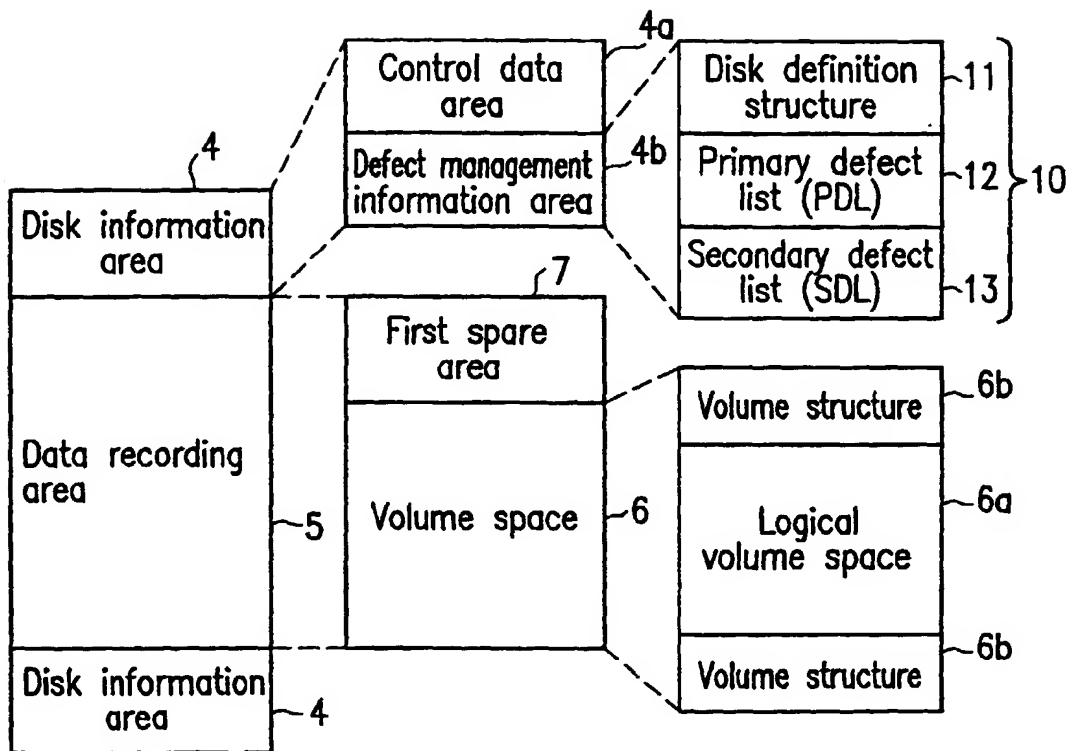 4
Disk information
area
Data recording
area
5
Disk information
area
4
4a
Control data
area
4b
Defect management
information area
7
First spare
area
Volume space
6
11
Disk definition
structure
12
Primary defect
list (PDL)
10
Secondary defect
list (SDL)
13
6b
Volume structure
6a
Logical
volume space
6b
Volume structure